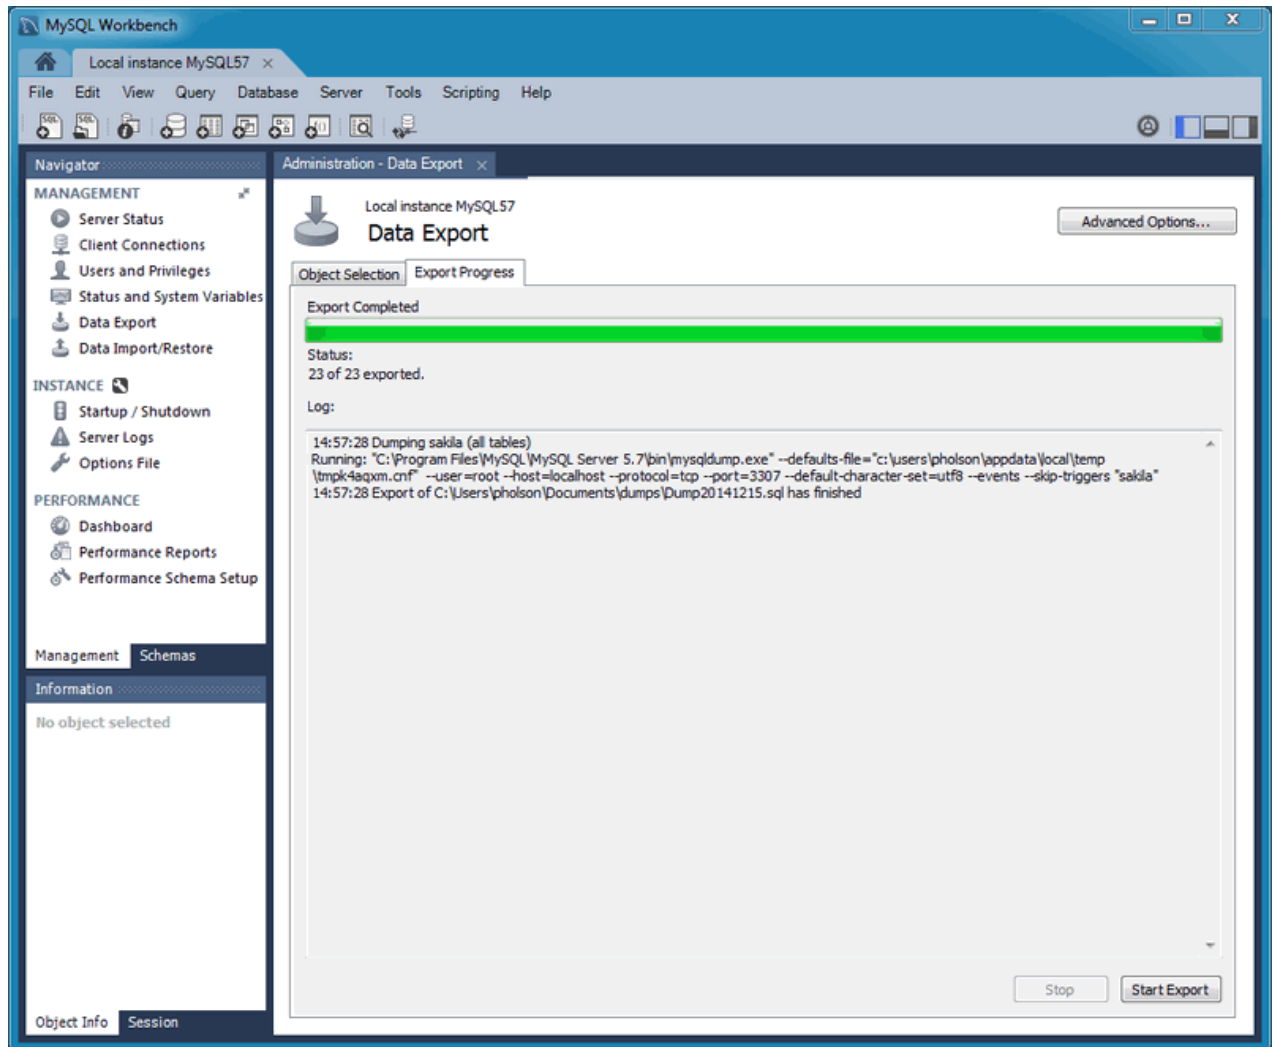 MySQL Workbench
Local instance MySQL57
File Edit View Query Database Server Tools Scripting Help
Navigator
MANAGEMENT
Server Status
Client Connections
Users and Privileges
Status and System Variables
Data Export
Data Import/Restore
INSTANCE
Startup / Shutdown
Server Logs
Options File
PERFORMANCE
Dashboard
Performance Reports
Performance Schema Setup
Management Schemas
Information
No object selected
Object Info Session
Administration - Data Export
Local instance MySQL57
Data Export
Advanced Options...
Object Selection Export Progress
Export Completed
Status:
23 of 23 exported.
Log:
14:57:28 Dumping sakila (all tables)
Running: "C:\Program Files\MySQL\MySQL Server 5.7\bin\mysqldump.exe" --defaults-file="c:\users\pholson\appdata\local\temp
\tmpk4aqxm.cnf" --user=root --host=localhost --protocol=tcp --port=3307 --default-character-set=utf8 --events --skip-triggers "sakila"
14:57:28 Export of C:\Users\pholson\Documents\dumps\Dump20141215.sql has finished
Stop Start Export